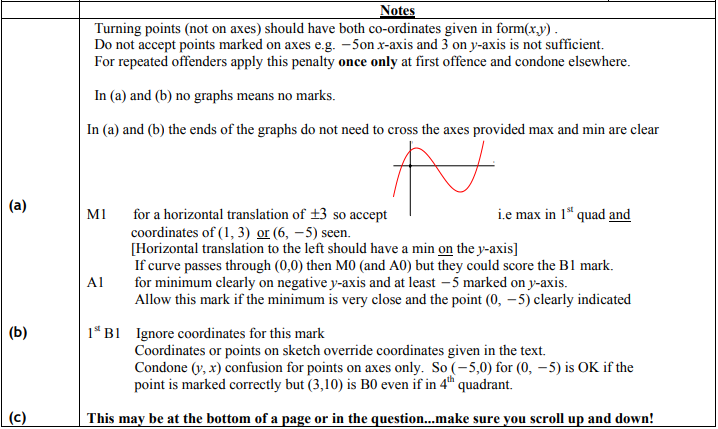 Notes
Turning points (not on axes) should have both co-ordinates given in form(x,y) .
Do not accept points marked on axes e.g. −5on x-axis and 3 on y-axis is not sufficient.
For repeated offenders apply this penalty once only at first offence and condone elsewhere.
In (a) and (b) no graphs means no marks.
In (a) and (b) the ends of the graphs do not need to cross the axes provided max and min are clear
(a)
M1 for a horizontal translation of ±3 so accept i.e max in 1st quad and
coordinates of (1, 3) or (6, −5) seen.
[Horizontal translation to the left should have a min on the y-axis]
If curve passes through (0,0) then M0 (and A0) but they could score the B1 mark.
A1 for minimum clearly on negative y-axis and at least −5 marked on y-axis.
Allow this mark if the minimum is very close and the point (0, −5) clearly indicated
(b) 1st B1 Ignore coordinates for this mark
Coordinates or points on sketch override coordinates given in the text.
Condone (y, x) confusion for points on axes only. So (−5,0) for (0, −5) is OK if the
point is marked correctly but (3,10) is B0 even if in 4th quadrant.
(c) This may be at the bottom of a page or in the question...make sure you scroll up and down!